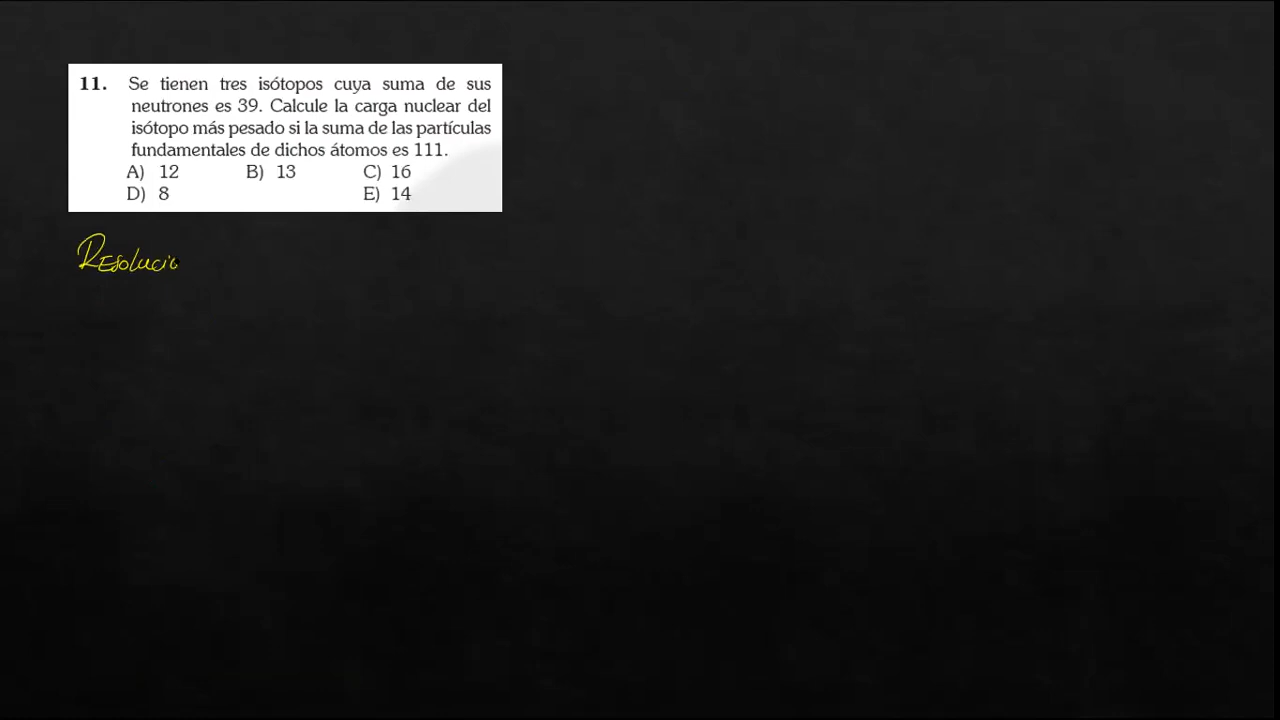 11. Se tienen tres isótopos cuya suma de sus
neutrones es 39. Calcule la carga nuclear del
isótopo más pesado si la suma de las partículas
fundamentales de dichos átomos es 111.
A) 12 B) 13 C) 16
D) 8 E) 14
Resolucio